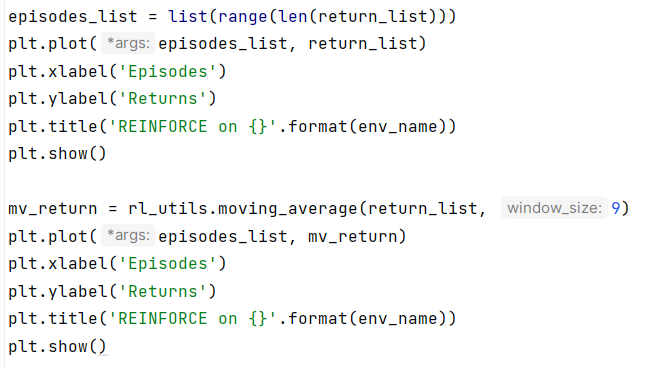 episodes_list = list(range(len(return_list)))
plt.plot( *args: episodes_list, return_list)
plt.xlabel('Episodes')
plt.ylabel('Returns')
plt.title('REINFORCE on {}'.format(env_name))
plt.show()
mv_return = rl_utils.moving_average(return_list, window_size: 9)
plt.plot( *args: episodes_list, mv_return)
plt.xlabel('Episodes')
plt.ylabel('Returns')
plt.title('REINFORCE on {}'.format(env_name))
plt.show()